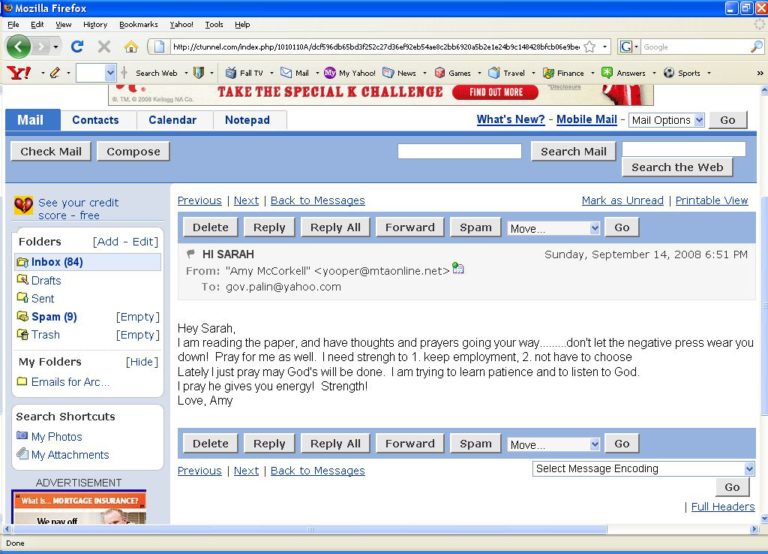 Mozilla Firefox
File Edit View History Bookmarks Yahoo! Tools Help
http://ctunnel.com/index.php/1010110A/
Google
Y! Search Web Fall TV Mail My Yahoo! News Games Travel Finance Answers Sports
®, TM, © 2008 Kellogg NA Co.
TAKE THE SPECIAL K CHALLENGE
FIND OUT MORE
*Disclosure
Mail Contacts Calendar Notepad
What's New? - Mobile Mail - Mail Options Go
Check Mail Compose Search Mail
Search the Web
See your credit
score - free
Previous | Next | Back to Messages
Mark as Unread | Printable View
Folders [Add - Edit]
Inbox (84)
Drafts
Sent
Spam (9) [Empty]
Trash [Empty]
My Folders [Hide]
Emails for Arc...
Search Shortcuts
My Photos
My Attachments
ADVERTISEMENT
What is... MORTGAGE INSURANCE?
We pay off
Delete Reply Reply All Forward Spam Move... Go
HI SARAH
Sunday, September 14, 2008 6:51 PM
From: "Amy McCorkell" <yooper@mtaonline.net>
To: gov.palin@yahoo.com
Hey Sarah,
I am reading the paper, and have thoughts and prayers going your way.........don't let the negative press wear you
down! Pray for me as well. I need strengh to 1. keep employment, 2. not have to choose
Lately I just pray may God's will be done. I am trying to learn patience and to listen to God.
I pray he gives you energy! Strength!
Love, Amy
Delete Reply Reply All Forward Spam Move... Go
Previous | Next | Back to Messages
Select Message Encoding
Go
| Full Headers
Done